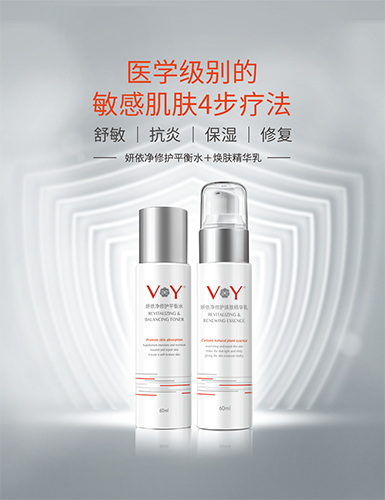 医学级别的
敏感肌肤4步疗法
舒敏｜抗炎｜保湿｜修复
妍依净修护平衡水＋焕肤精华乳
VOY
妍依净修护平衡水
REVITALIZING &
BALANCING TONER
Promote skin absorption
60ml
VOY
妍依净修护焕肤精华乳
REVITALIZING &
RENEWING ESSENCE
60ml